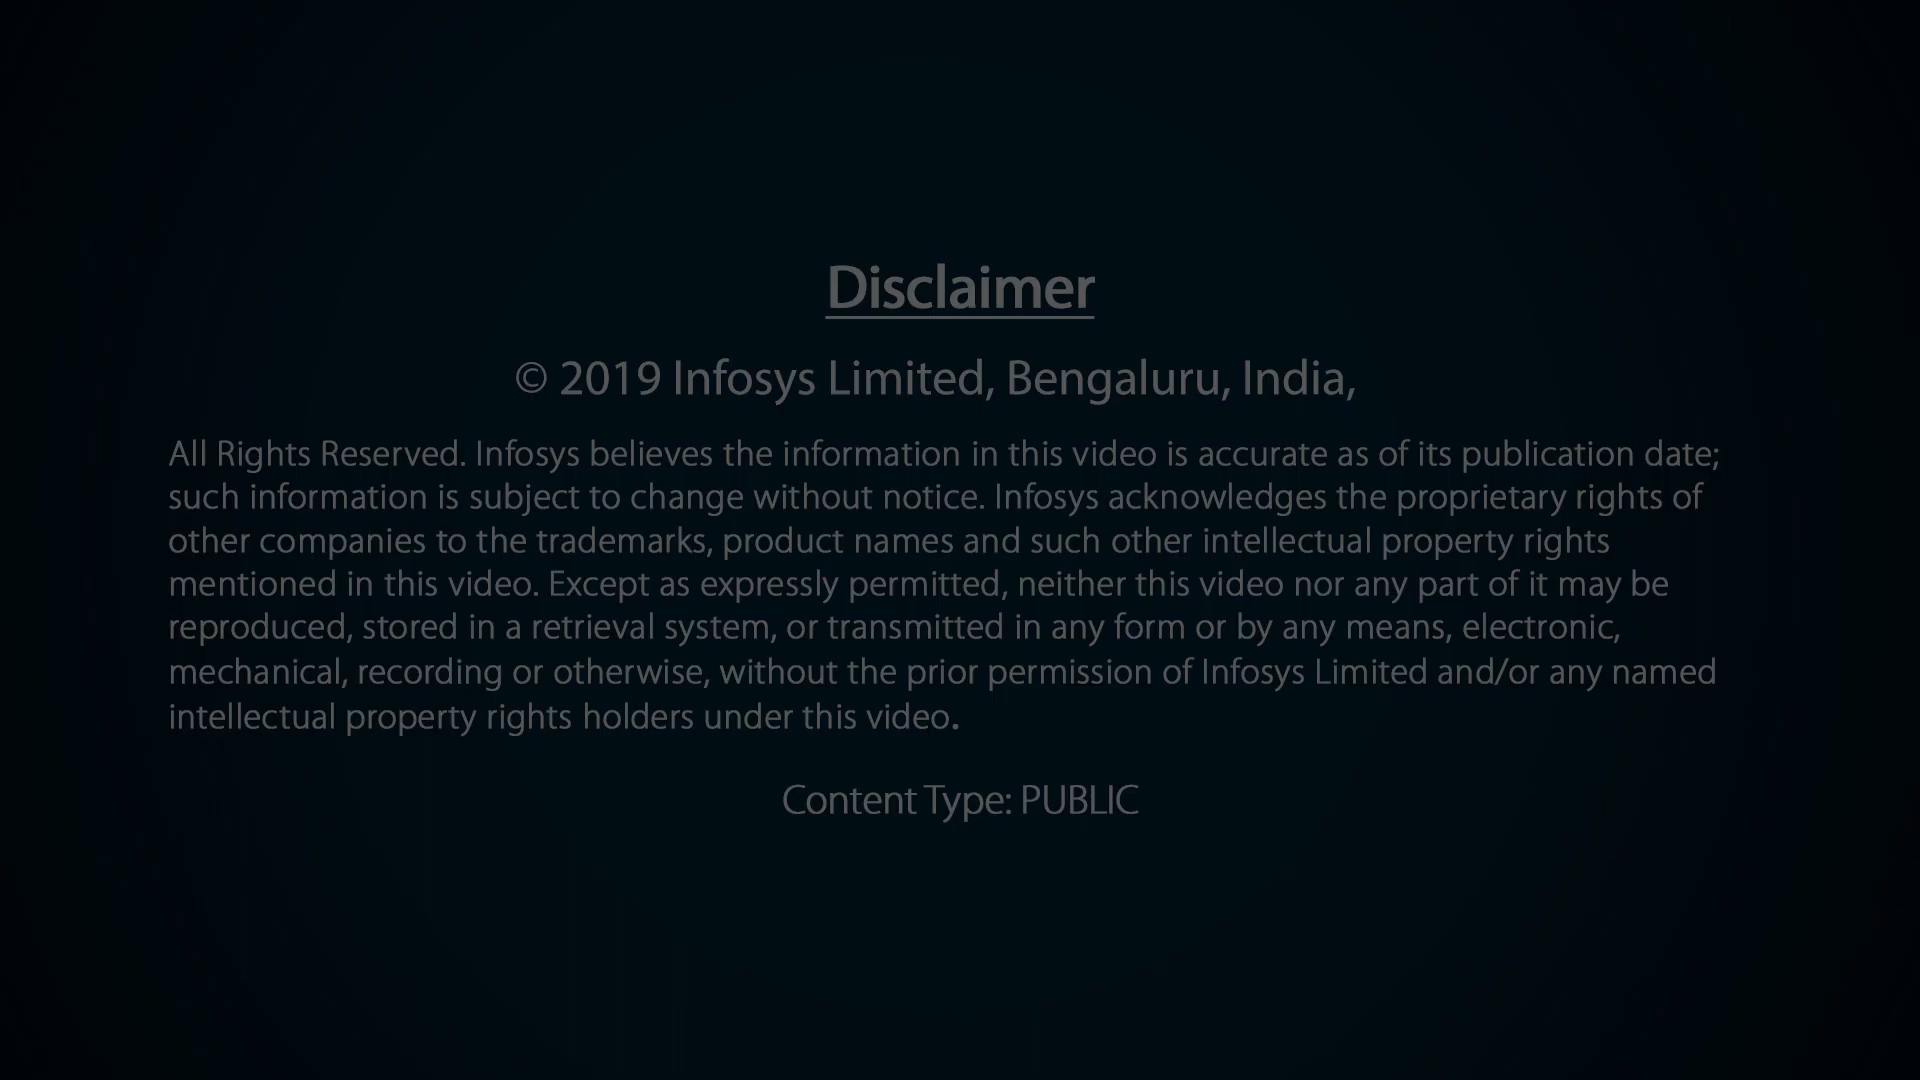 Disclaimer
© 2019 Infosys Limited, Bengaluru, India,
All Rights Reserved. Infosys believes the information in this video is accurate as of its publication date;
such information is subject to change without notice. Infosys acknowledges the proprietary rights of
other companies to the trademarks, product names and such other intellectual property rights
mentioned in this video. Except as expressly permitted, neither this video nor any part of it may be
reproduced, stored in a retrieval system, or transmitted in any form or by any means, electronic,
mechanical, recording or otherwise, without the prior permission of Infosys Limited and/or any named
intellectual property rights holders under this video.
Content Type: PUBLIC